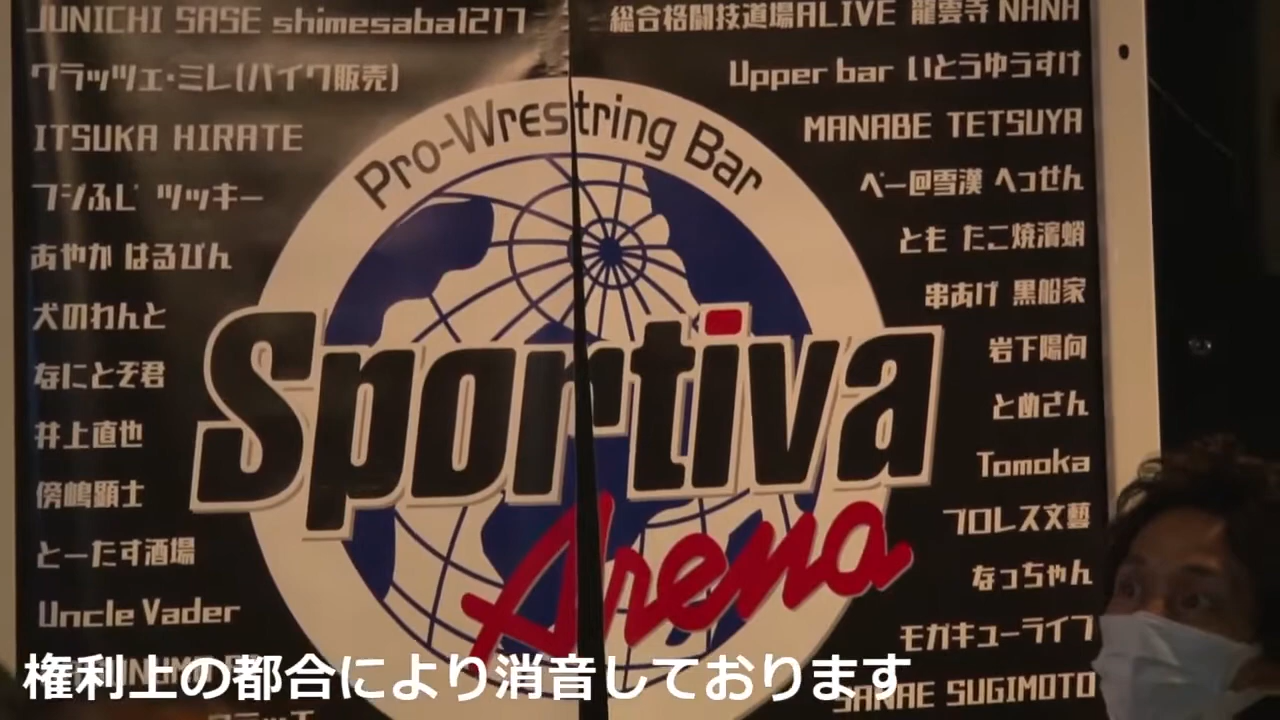 JUNICHI SASE shimesaba1217
クラッツェ・ミレ(バイク販売)
ITSUKA HIRATE
フジふじ ツッキー
あやか はるぴん
犬のわんと
なにとぞ君
井上直也
傍嶋顕士
とーたす酒場
Uncle Vader
総合格闘技道場ALIVE 龍雲寺 NANA
Upper bar いとうゆうすけ
MANABE TETSUYA
ペー@雪漢 へっせん
とも たこ焼濱蛸
串あげ 黒船家
岩下陽向
とめさん
Tomoka
プロレス文藝
なっちゃん
モガキューライフ
SANAE SUGIMOTO
Pro-Wrestring Bar
Sportiva
Arena
権利上の都合により消音しております